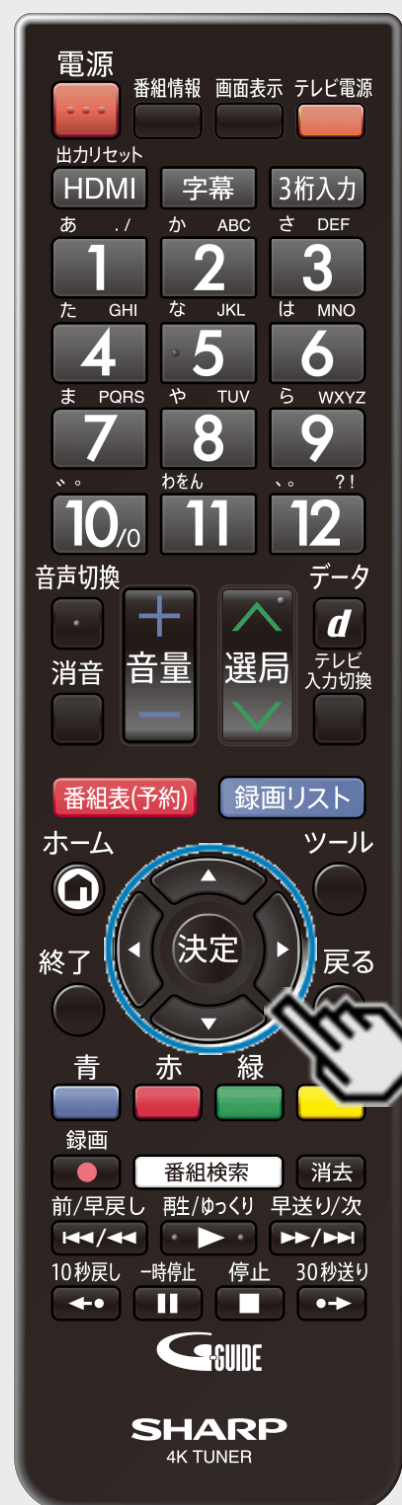 電源
番組情報 画面表示 テレビ電源
出力リセット
HDMI 字幕 3桁入力
あ ./ か ABC さ DEF
1 2 3
た GHI な JKL は MNO
4 5 6
ま PQRS や TUV ら WXYZ
7 8 9
゛゜ わをん 、。 ?!
10/0 11 12
音声切換 データ
+ d
消音 音量 選局 テレビ
入力切換
−
番組表(予約) 録画リスト
ホーム ツール
決定
終了 戻る
青 赤 緑
録画
番組検索 消去
前/早戻し 再生/ゆっくり 早送り/次
10秒戻し 一時停止 停止 30秒送り
G-GUIDE
SHARP
4K TUNER